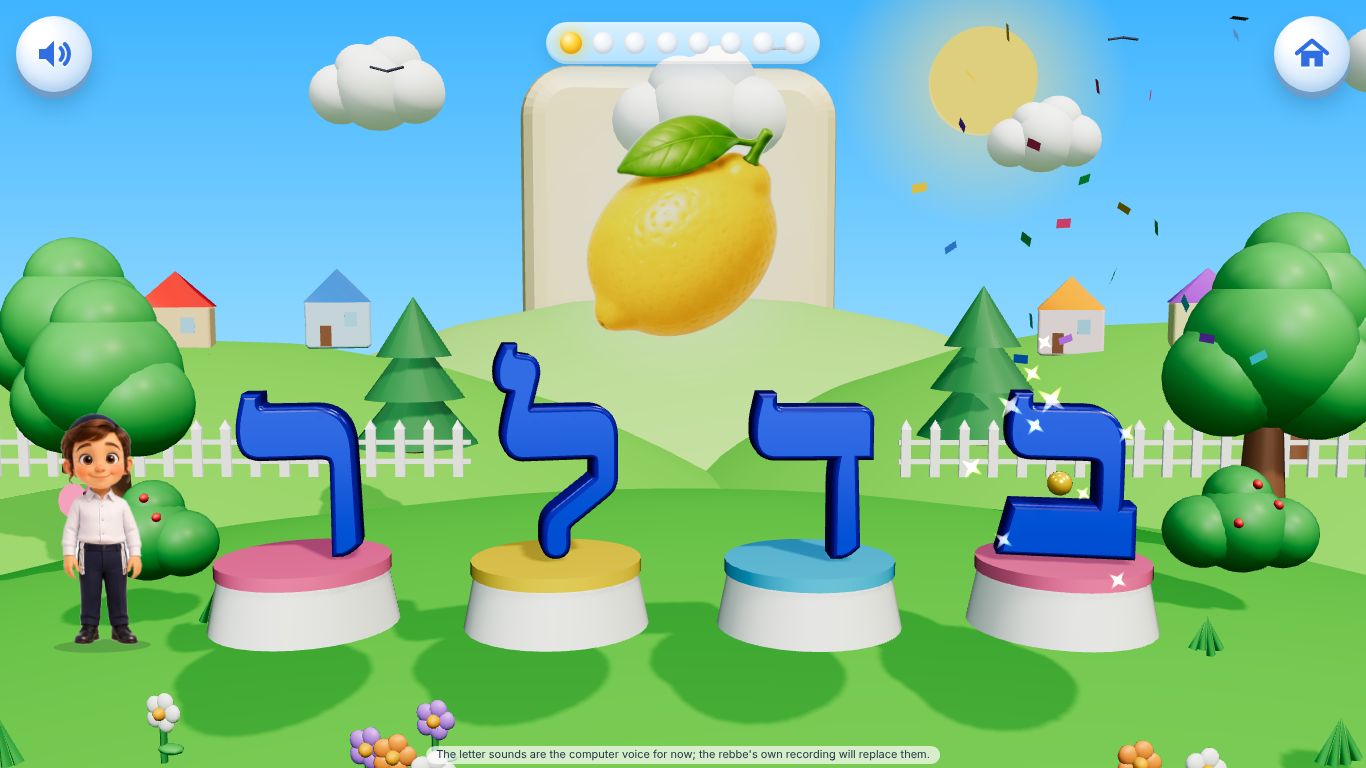 בּ ד ל ר
The letter sounds are the computer voice for now; the rebbe's own recording will replace them.